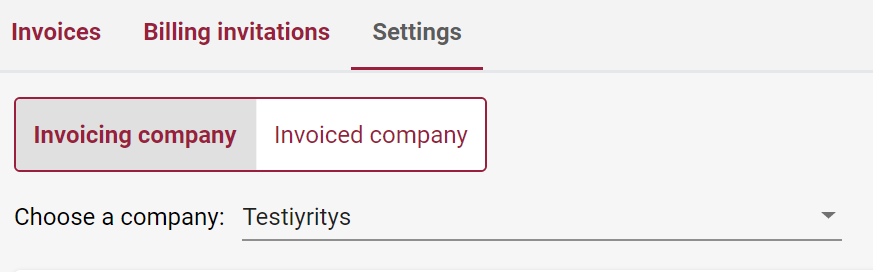 Invoices Billing invitations Settings
Invoicing company Invoiced company
Choose a company: Testiyritys